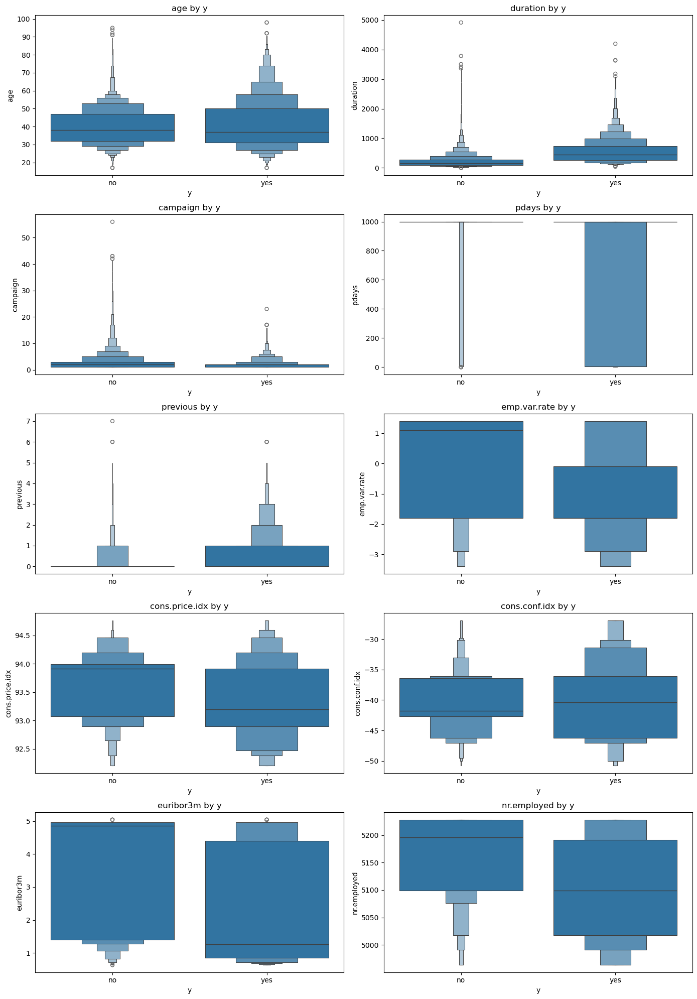 age by y
100
90
80
70
60
50
40
30
20
age
no
yes
y
duration by y
5000
4000
3000
2000
1000
0
duration
no
yes
y
campaign by y
50
40
30
20
10
0
campaign
no
yes
y
pdays by y
1000
800
600
400
200
0
pdays
no
yes
y
previous by y
7
6
5
4
3
2
1
0
previous
no
yes
y
emp.var.rate by y
1
0
−1
−2
−3
emp.var.rate
no
yes
y
cons.price.idx by y
94.5
94.0
93.5
93.0
92.5
cons.price.idx
no
yes
y
cons.conf.idx by y
−30
−35
−40
−45
−50
cons.conf.idx
no
yes
y
euribor3m by y
5
4
3
2
1
euribor3m
no
yes
y
nr.employed by y
5200
5150
5100
5050
5000
nr.employed
no
yes
y